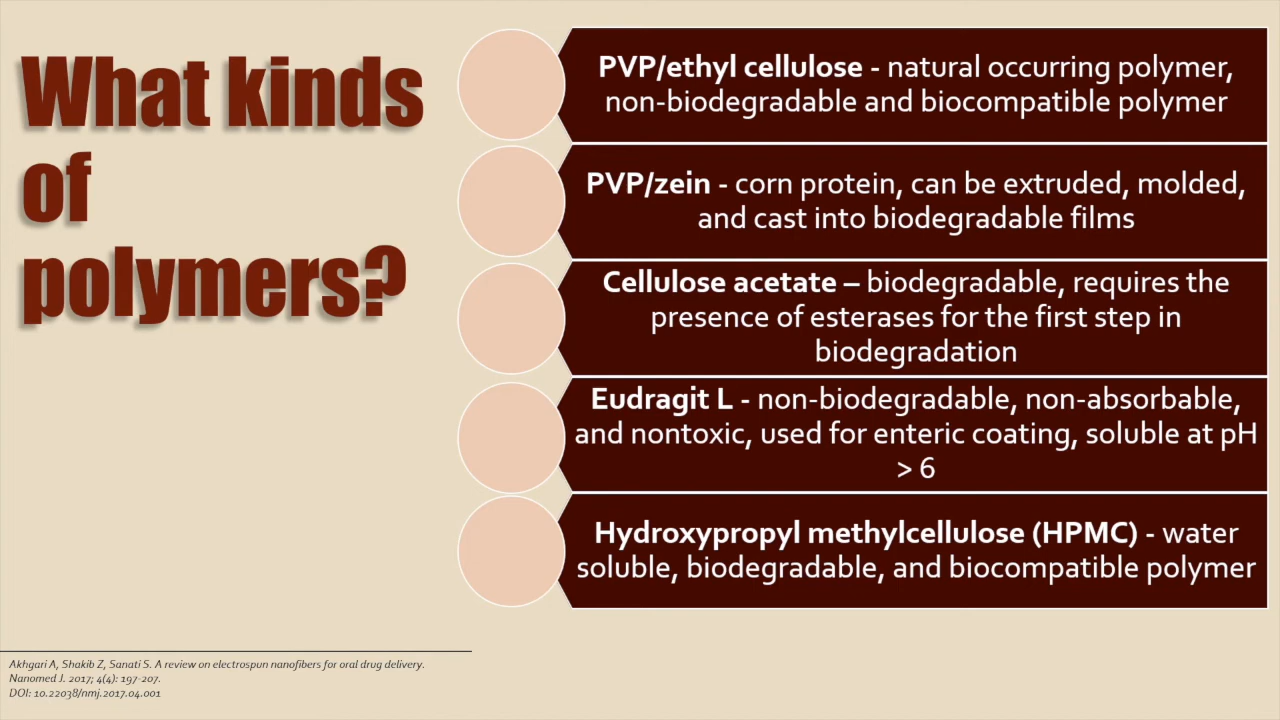 What kinds
of
polymers?
PVP/ethyl cellulose - natural occurring polymer,
non-biodegradable and biocompatible polymer
PVP/zein - corn protein, can be extruded, molded,
and cast into biodegradable films
Cellulose acetate – biodegradable, requires the
presence of esterases for the first step in
biodegradation
Eudragit L - non-biodegradable, non-absorbable,
and nontoxic, used for enteric coating, soluble at pH
> 6
Hydroxypropyl methylcellulose (HPMC) - water
soluble, biodegradable, and biocompatible polymer
Akhgari A, Shakib Z, Sanati S. A review on electrospun nanofibers for oral drug delivery.
Nanomed J. 2017; 4(4): 197-207.
DOI: 10.22038/nmj.2017.04.001